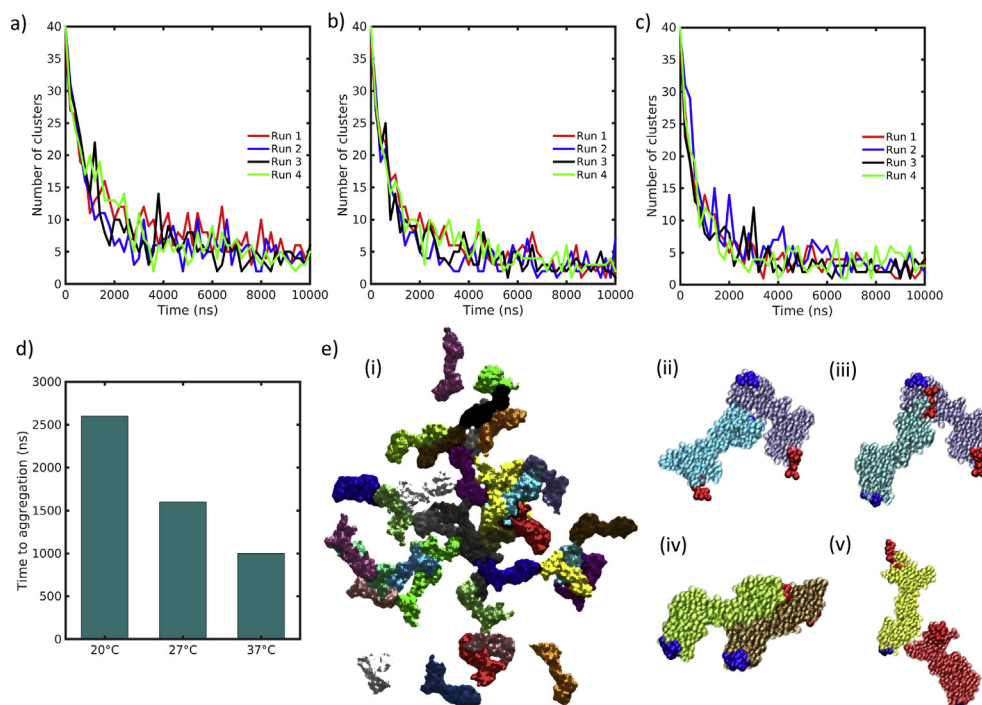 a)
Number of clusters
40
35
30
25
20
15
10
5
0
0 2000 4000 6000 8000 10000
Time (ns)
Run 1
Run 2
Run 3
Run 4
b)
Number of clusters
40
35
30
25
20
15
10
5
0
0 2000 4000 6000 8000 10000
Time (ns)
Run 1
Run 2
Run 3
Run 4
c)
Number of clusters
40
35
30
25
20
15
10
5
0
0 2000 4000 6000 8000 10000
Time (ns)
Run 1
Run 2
Run 3
Run 4
d)
Time to aggregation (ns)
3000
2500
2000
1500
1000
500
0
20°C 27°C 37°C
e)
(i)
(ii)
(iii)
(iv)
(v)